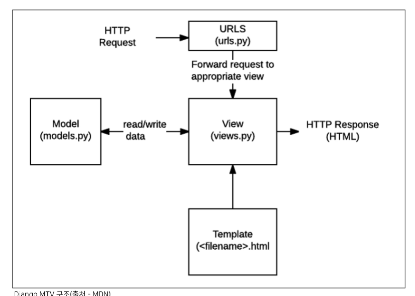 HTTP
Request
URLS
(urls.py)
Forward request to
appropriate view
Model
(models.py)
read/write
data
View
(views.py)
HTTP Response
(HTML)
Template
(<filename>.html
Django MTV 구조(출처 - MDN)